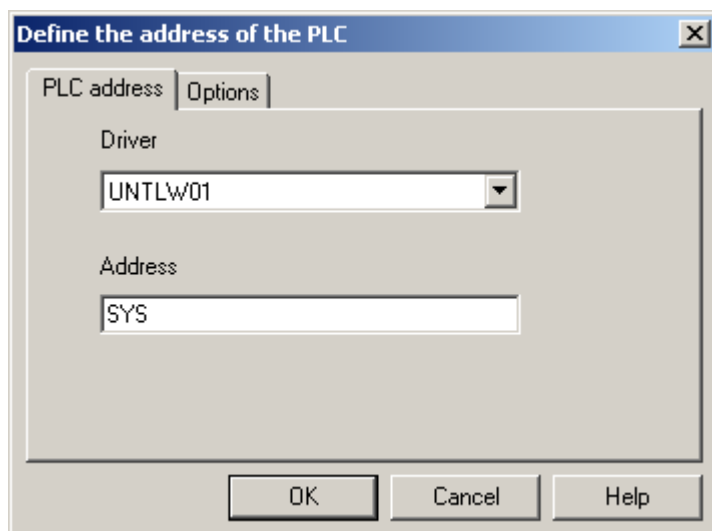 Define the address of the PLC
PLC address Options
Driver
UNTLW01
Address
SYS
OK Cancel Help